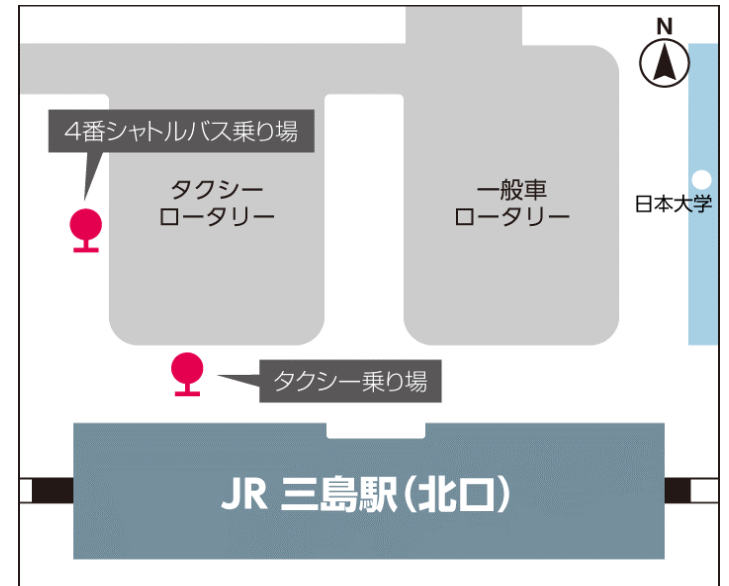 N
4番シャトルバス乗り場
タクシー
ロータリー
一般車
ロータリー
日本大学
タクシー乗り場
JR 三島駅(北口)